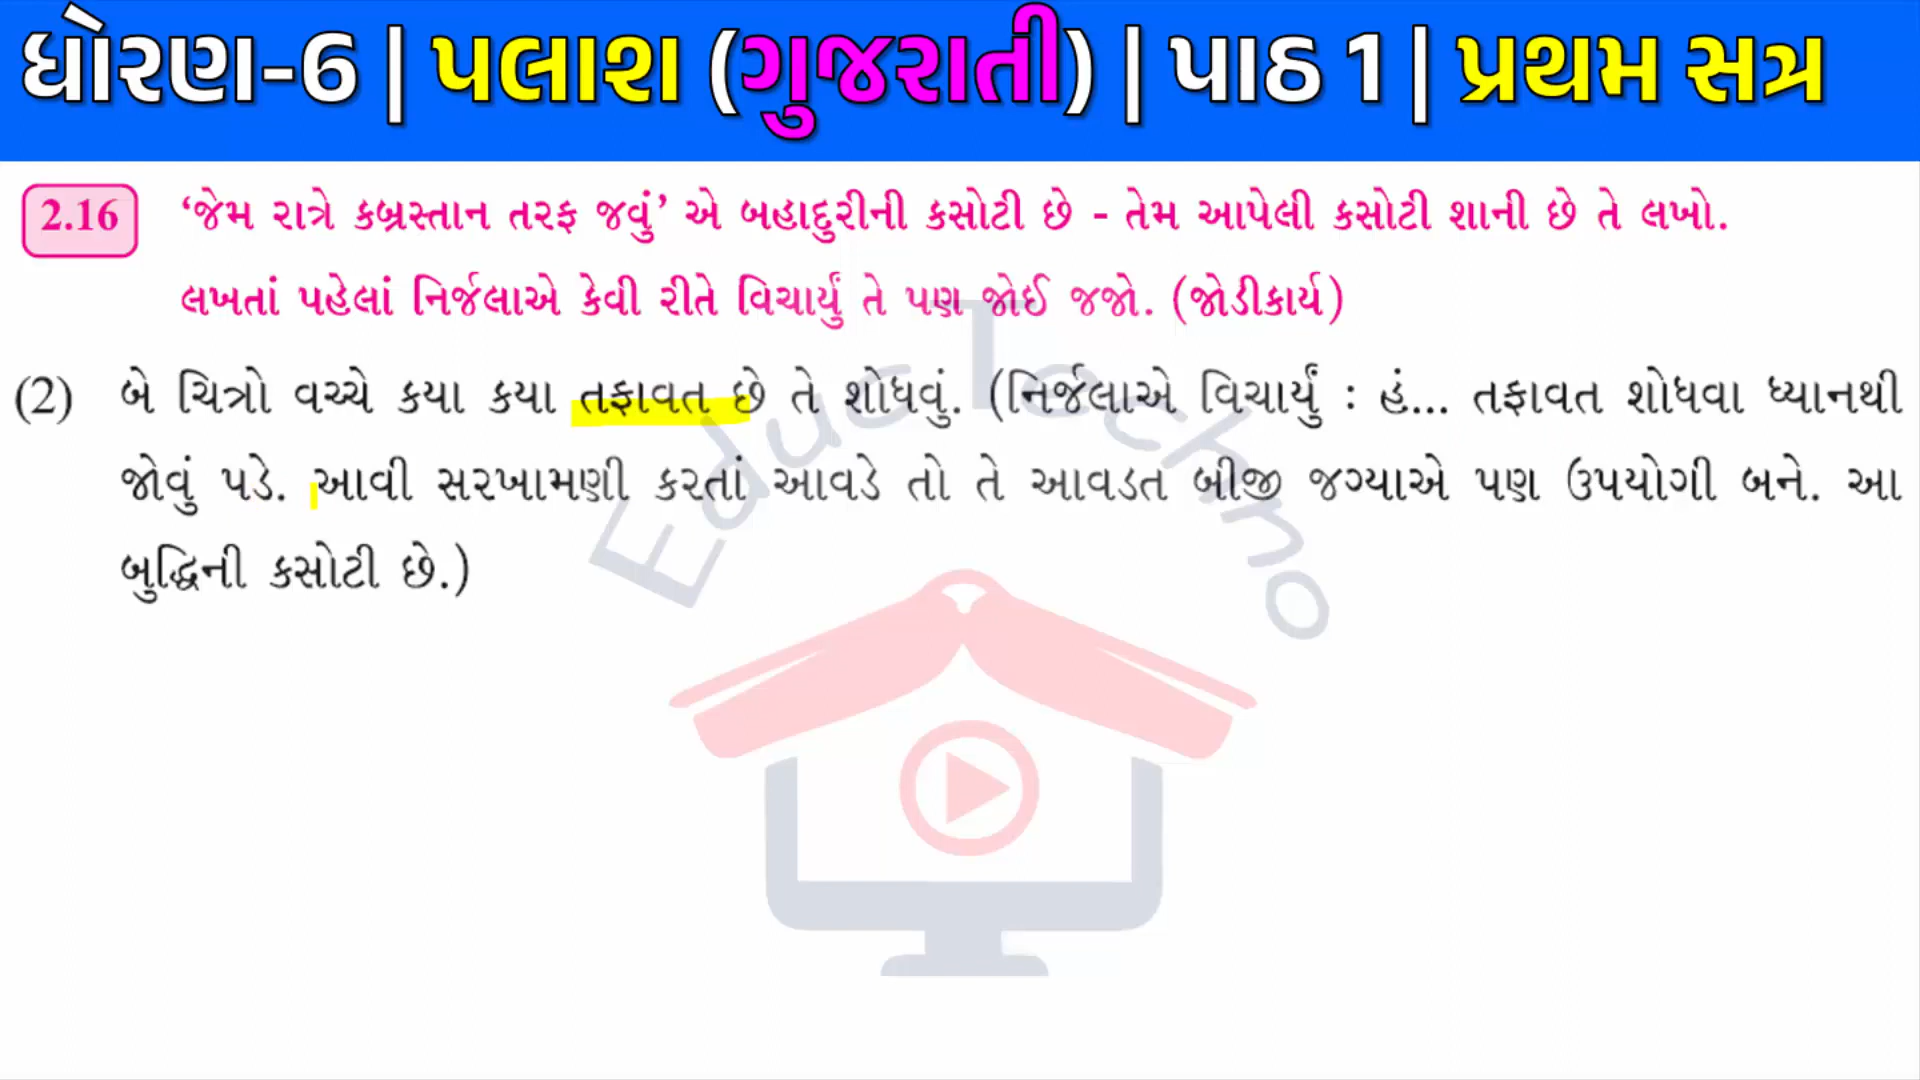 ધોરણ-6 | પલાશ (ગુજરાતી) | પાઠ 1 | પ્રથમ સત્ર
2.16 ‘જેમ રાત્રે કબ્રસ્તાન તરફ જવું’ એ બહાદુરીની કસોટી છે - તેમ આપેલી કસોટી શાની છે તે લખો.
લખતાં પહેલાં નિર્જલાએ કેવી રીતે વિચાર્યું તે પણ જોઈ જજો. (જોડીકાર્ય)
(2) બે ચિત્રો વચ્ચે કયા કયા તફાવત છે તે શોધવું. (નિર્જલાએ વિચાર્યું : હં... તફાવત શોધવા ધ્યાનથી
જોવું પડે. આવી સરખામણી કરતાં આવડે તો તે આવડત બીજી જગ્યાએ પણ ઉપયોગી બને. આ
બુદ્ધિની કસોટી છે.)
Educ Techno